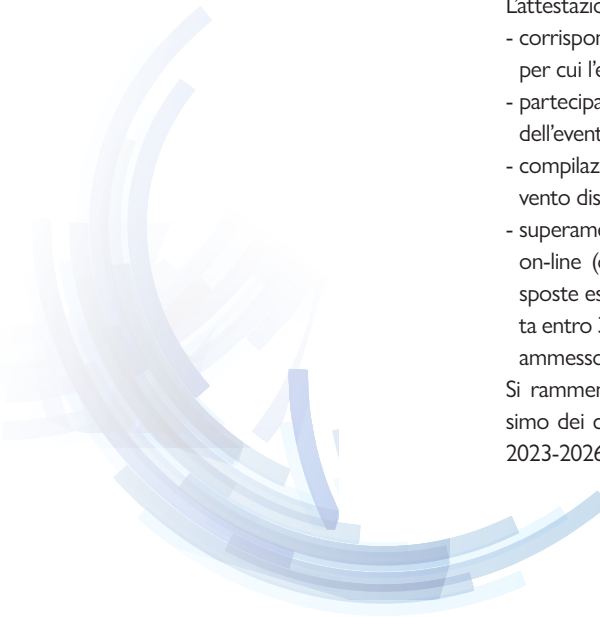 L'attestazio
- corrispon
per cui l'e
- partecipa
dell'event
- compilaz
vento dis
- superame
on-line (
sposte es
ta entro 3
ammesso
Si rammen
simo dei c
2023-2026